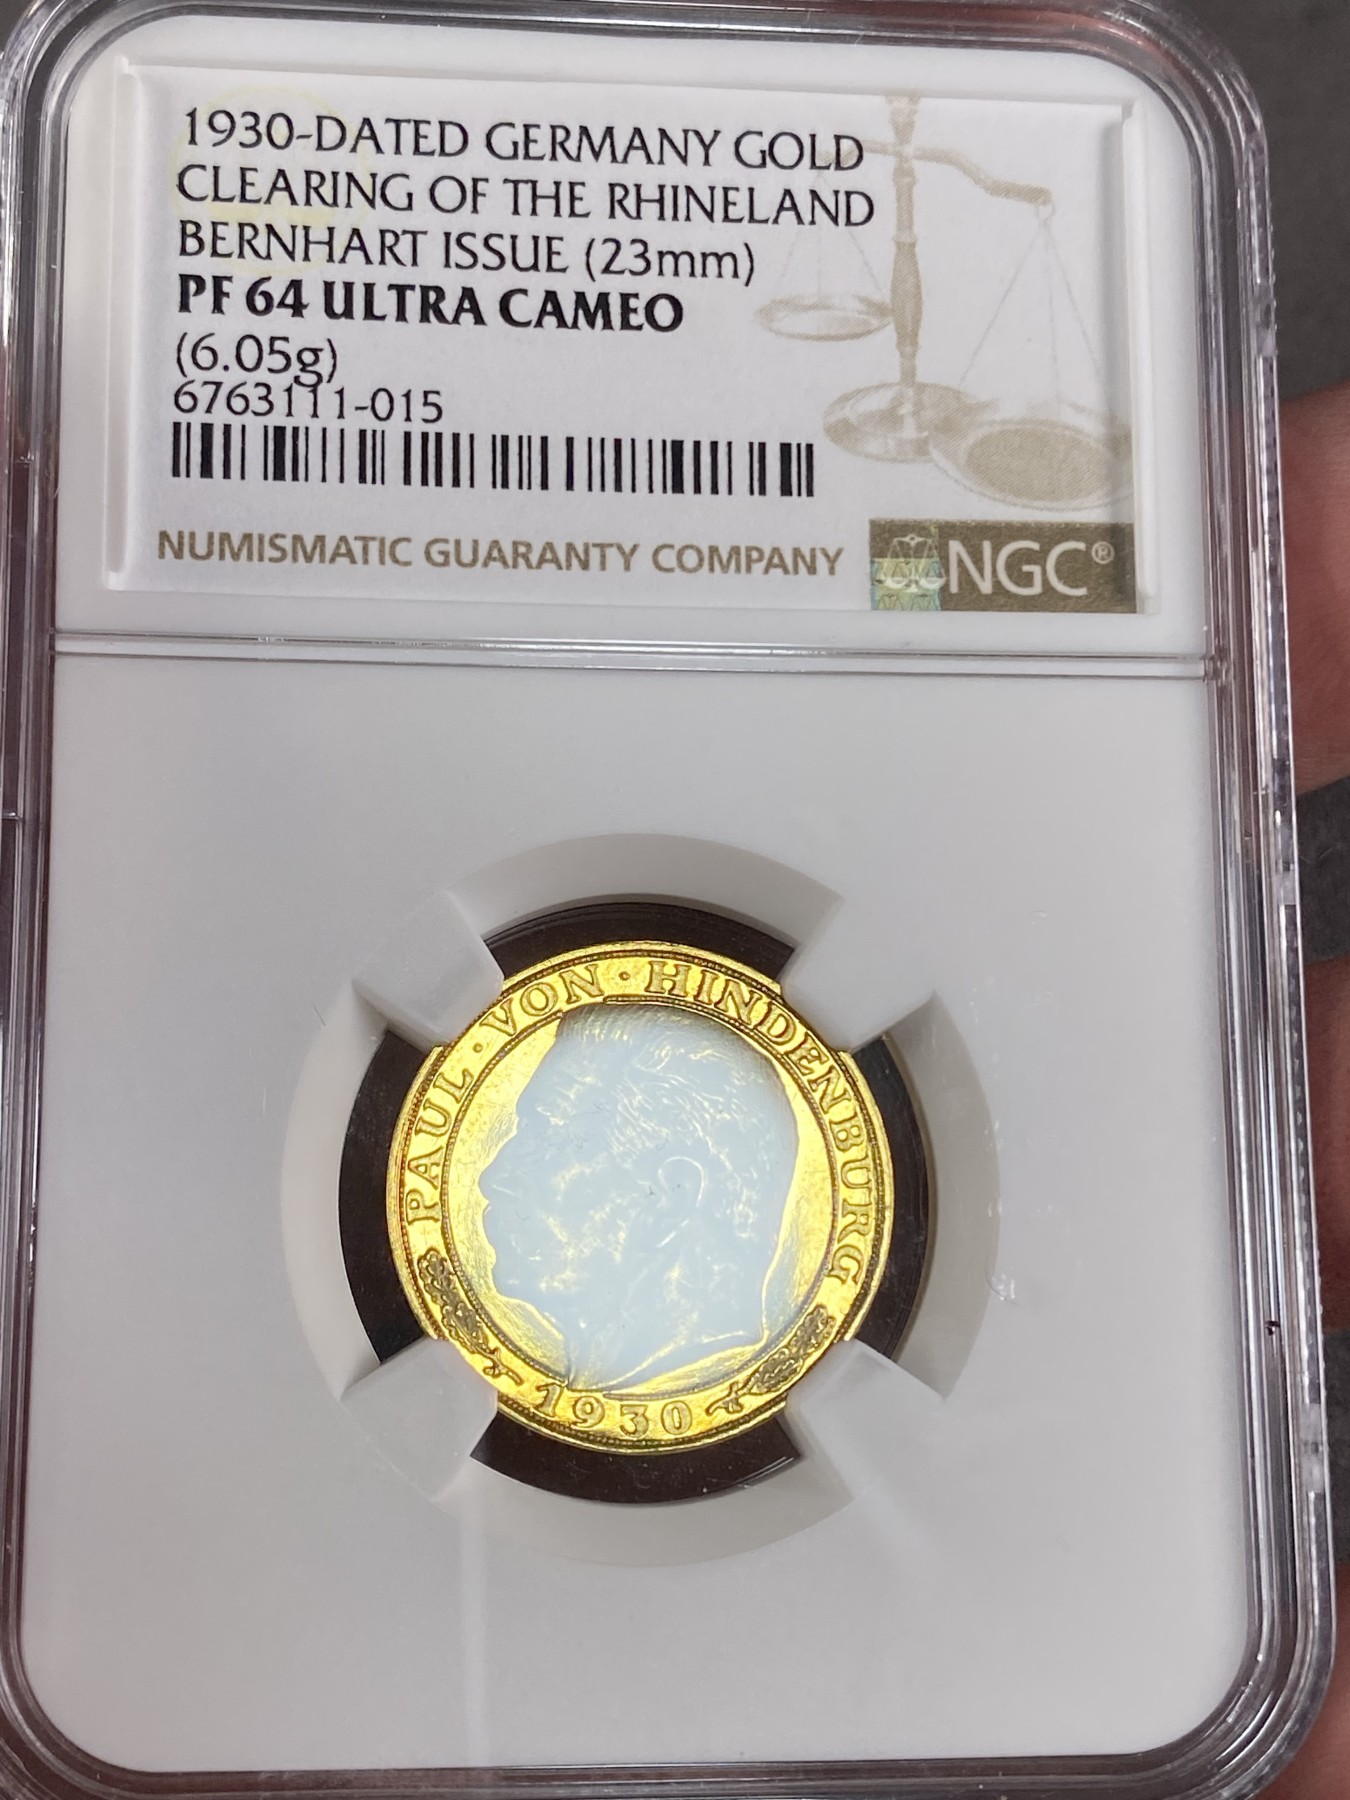 1930-DATED GERMANY GOLD
CLEARING OF THE RHINELAND
BERNHART ISSUE (23mm)
PF 64 ULTRA CAMEO
(6.05g)
6763111-015
NUMISMATIC GUARANTY COMPANY
NGC®
PAUL · VON · HINDENBURG
1930